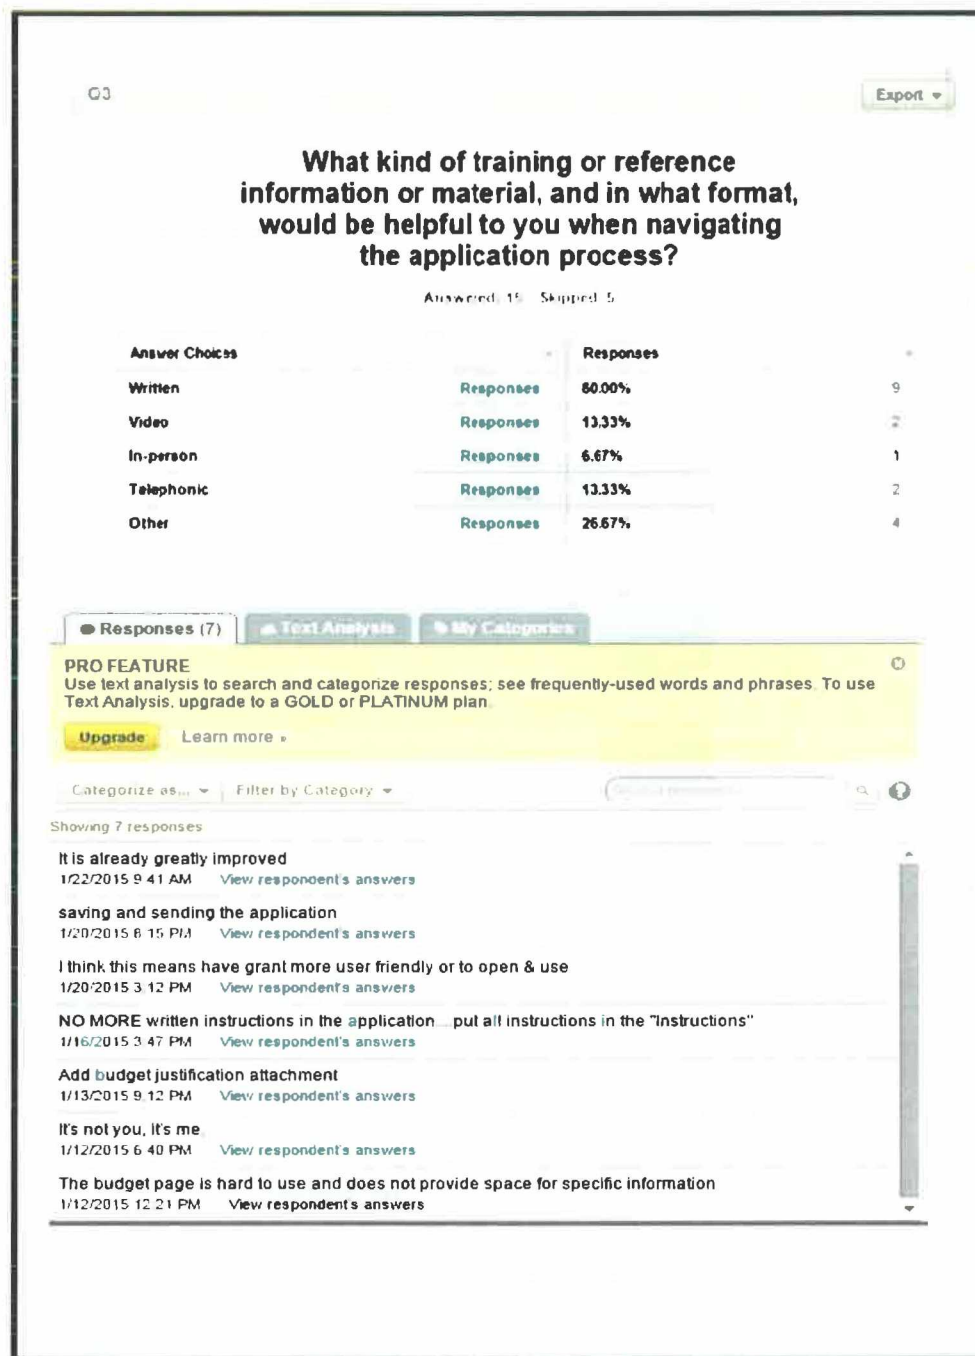 Q3
Export
What kind of training or reference
information or material, and in what format,
would be helpful to you when navigating
the application process?
Answered: 15 Skipped: 5
Answer Choices Responses
Written Responses 60.00% 9
Video Responses 13.33% 2
In-person Responses 6.67% 1
Telephonic Responses 13.33% 2
Other Responses 26.67% 4
Responses (7) Text Analysis My Categories
PRO FEATURE
Use text analysis to search and categorize responses; see frequently-used words and phrases. To use
Text Analysis, upgrade to a GOLD or PLATINUM plan.
Upgrade Learn more »
Categorize as... Filter by Category
Showing 7 responses
It is already greatly improved
1/22/2015 9:41 AM View respondent's answers
saving and sending the application
1/20/2015 8:15 PM View respondent's answers
I think this means have grant more user friendly or to open & use
1/20/2015 3:12 PM View respondent's answers
NO MORE written instructions in the application....put all instructions in the "Instructions"
1/16/2015 3:47 PM View respondent's answers
Add budget justification attachment
1/13/2015 9:12 PM View respondent's answers
It's not you, it's me.
1/12/2015 6:40 PM View respondent's answers
The budget page is hard to use and does not provide space for specific information
1/12/2015 12:21 PM View respondent's answers